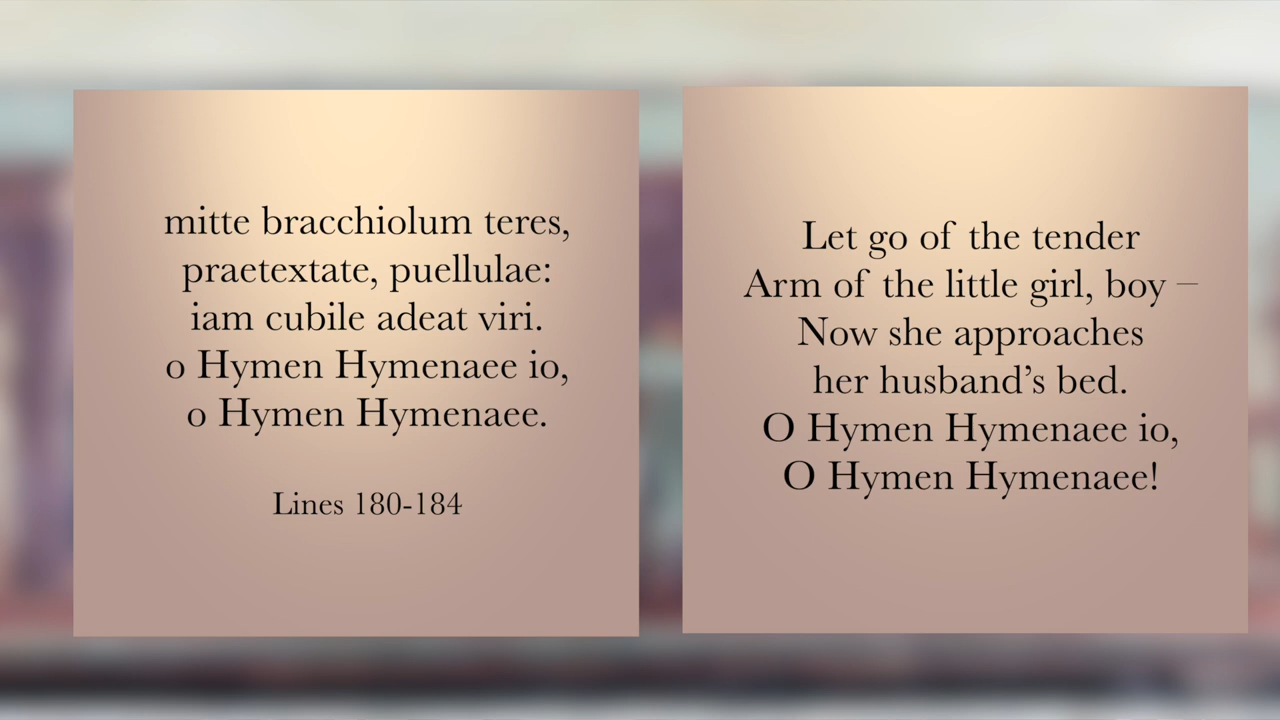 mitte bracchiolum teres,
praetextate, puellulae:
iam cubile adeat viri.
o Hymen Hymenaee io,
o Hymen Hymenaee.
Lines 180-184
Let go of the tender
Arm of the little girl, boy –
Now she approaches
her husband’s bed.
O Hymen Hymenaee io,
O Hymen Hymenaee!